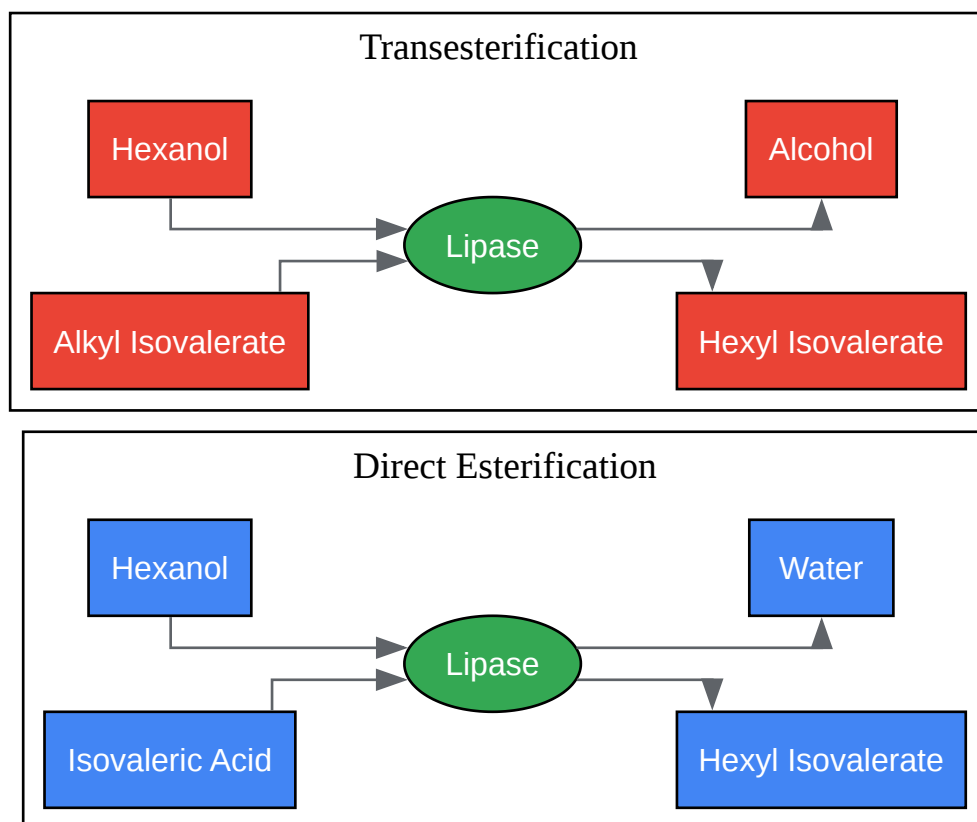 Transesterification
Hexanol
Alcohol
Lipase
Alkyl Isovalerate
Hexyl Isovalerate
Direct Esterification
Hexanol
Water
Lipase
Isovaleric Acid
Hexyl Isovalerate